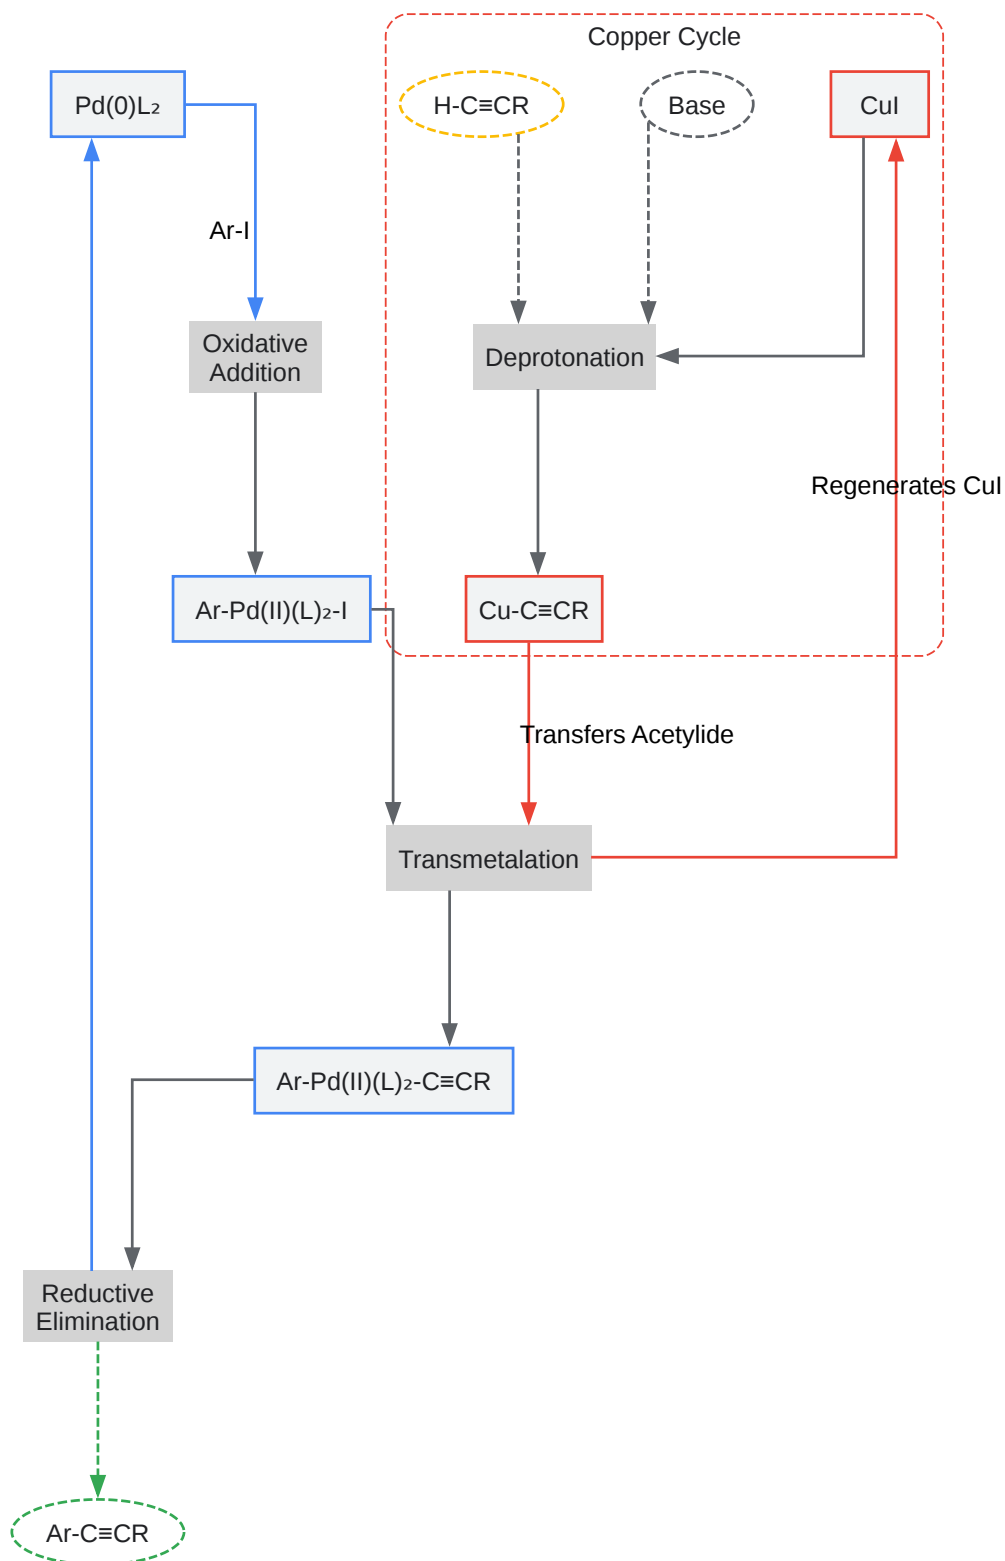 Copper Cycle
Pd(0)L₂
H-C≡CR
Base
CuI
Ar-I
Oxidative
Addition
Deprotonation
Regenerates CuI
Ar-Pd(II)(L)₂-I
Cu-C≡CR
Transfers Acetylide
Transmetalation
Ar-Pd(II)(L)₂-C≡CR
Reductive
Elimination
Ar-C≡CR